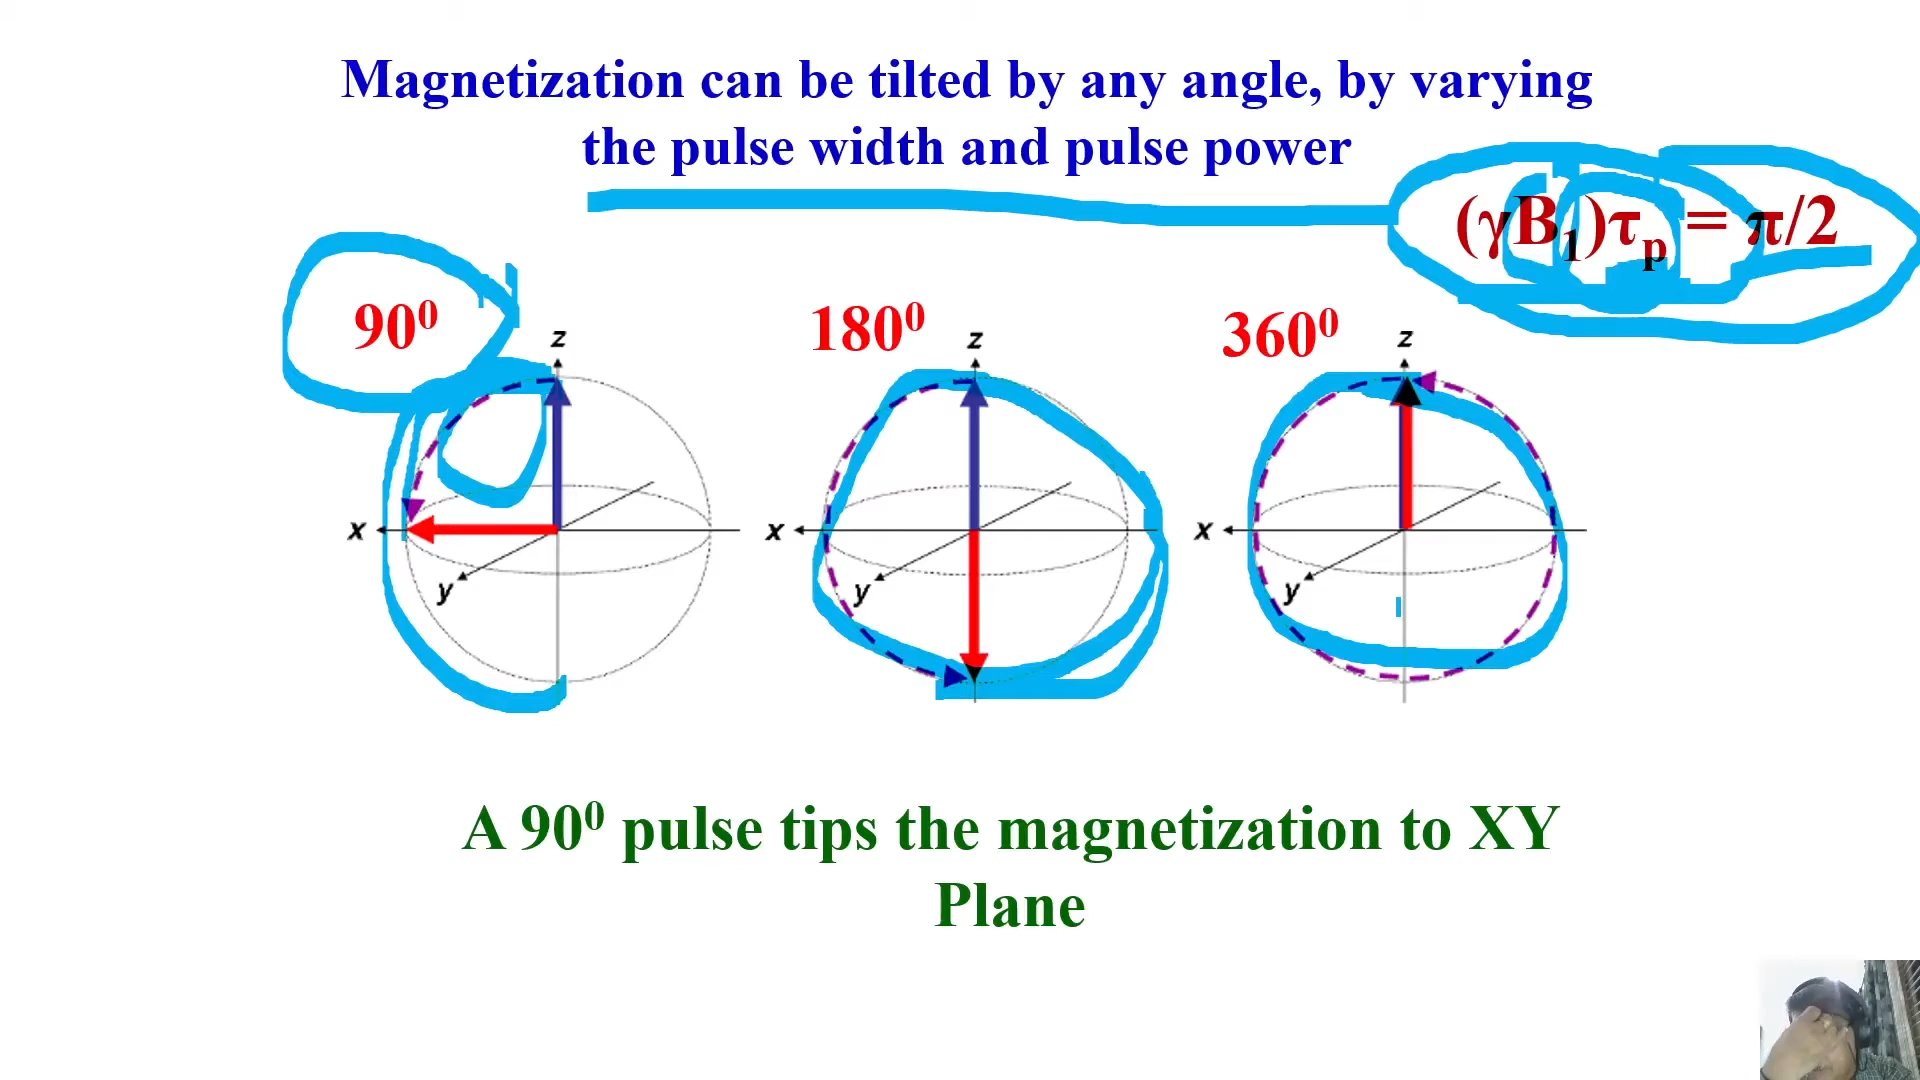 Magnetization can be tilted by any angle, by varying
the pulse width and pulse power
(γB₁)τₚ = π/2
90⁰
180⁰
360⁰
z
z
z
x
x
x
y
y
y
A 90⁰ pulse tips the magnetization to XY
Plane